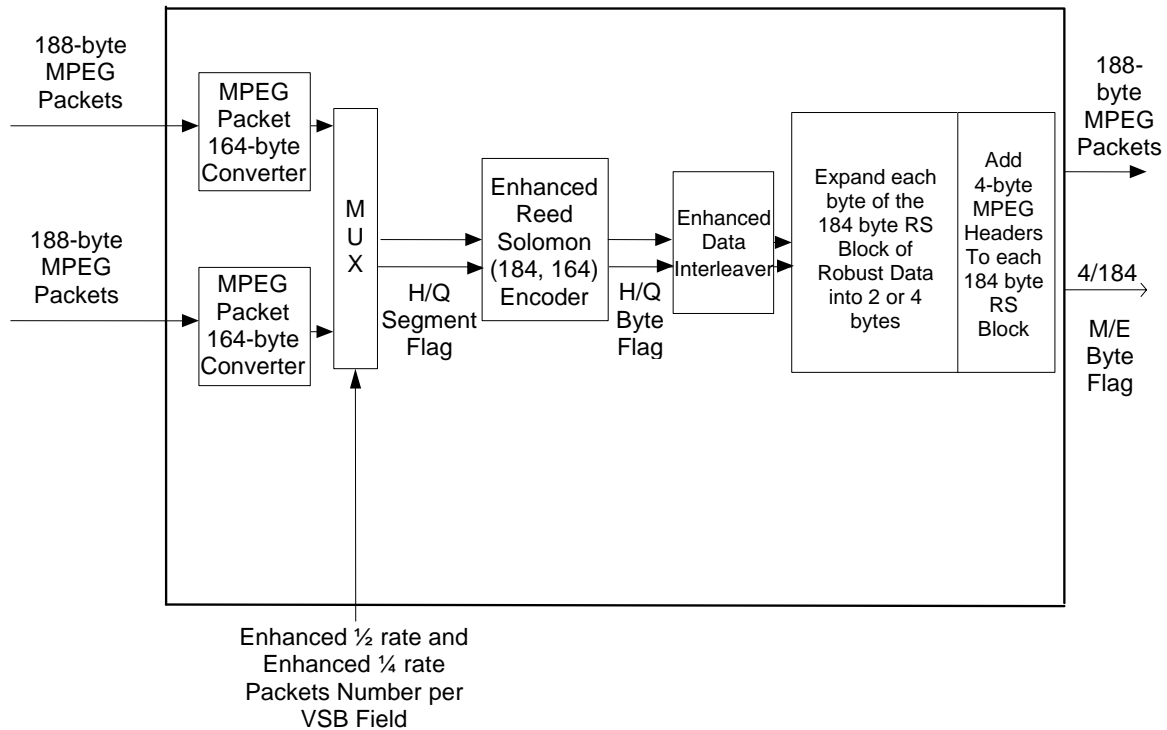 188-byte
MPEG
Packets
MPEG
Packet
164-byte
Converter
188-byte
MPEG
Packets
MPEG
Packet
164-byte
Converter
M
U
X
H/Q
Segment
Flag
Enhanced
Reed
Solomon
(184, 164)
Encoder
H/Q
Byte
Flag
Enhanced
Data
Interleaver
Expand each
byte of the
184 byte RS
Block of
Robust Data
into 2 or 4
bytes
Add
4-byte
MPEG
Headers
To each
184 byte
RS
Block
188-
byte
MPEG
Packets
4/184
M/E
Byte
Flag
Enhanced ½ rate and
Enhanced ¼ rate
Packets Number per
VSB Field